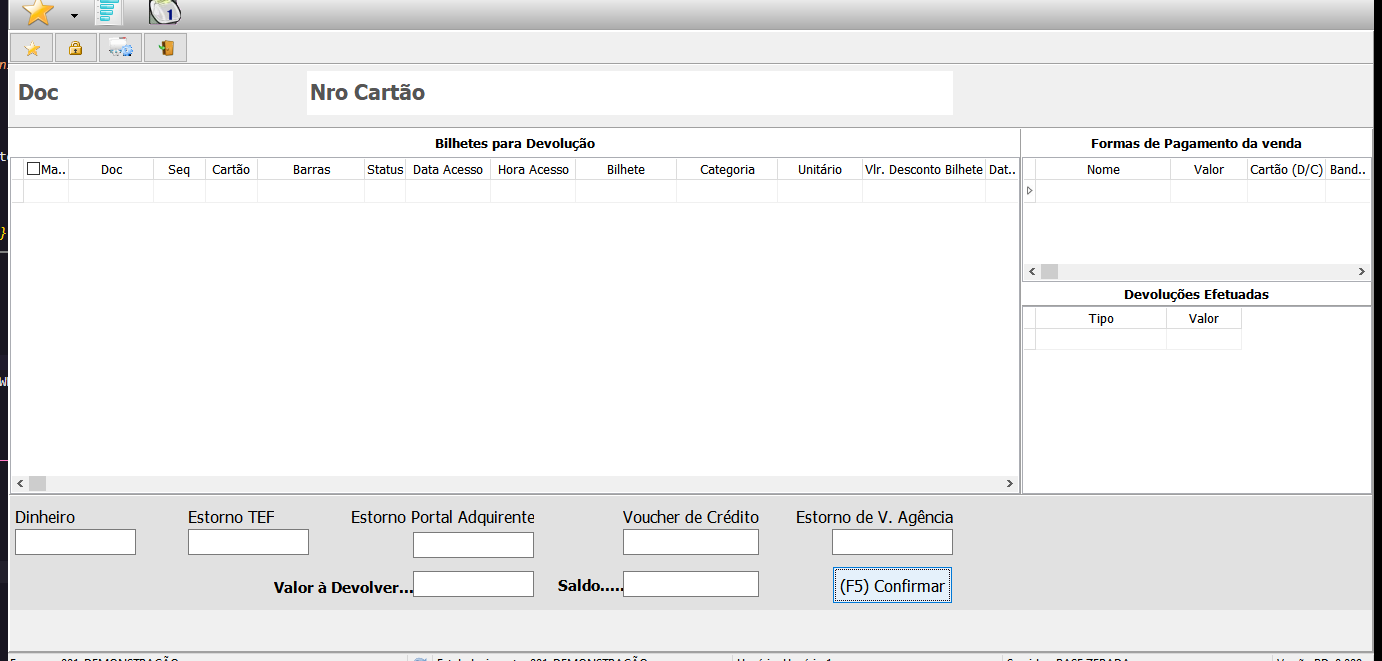 1
Doc Nro Cartão
Bilhetes para Devolução
Formas de Pagamento da venda
Ma.. Doc Seq Cartão Barras Status Data Acesso Hora Acesso Bilhete Categoria Unitário Vlr. Desconto Bilhete Dat..
Nome Valor Cartão (D/C) Band..
Devoluções Efetuadas
Tipo Valor
Dinheiro Estorno TEF Estorno Portal Adquirente Voucher de Crédito Estorno de V. Agência
Valor à Devolver... Saldo..... (F5) Confirmar